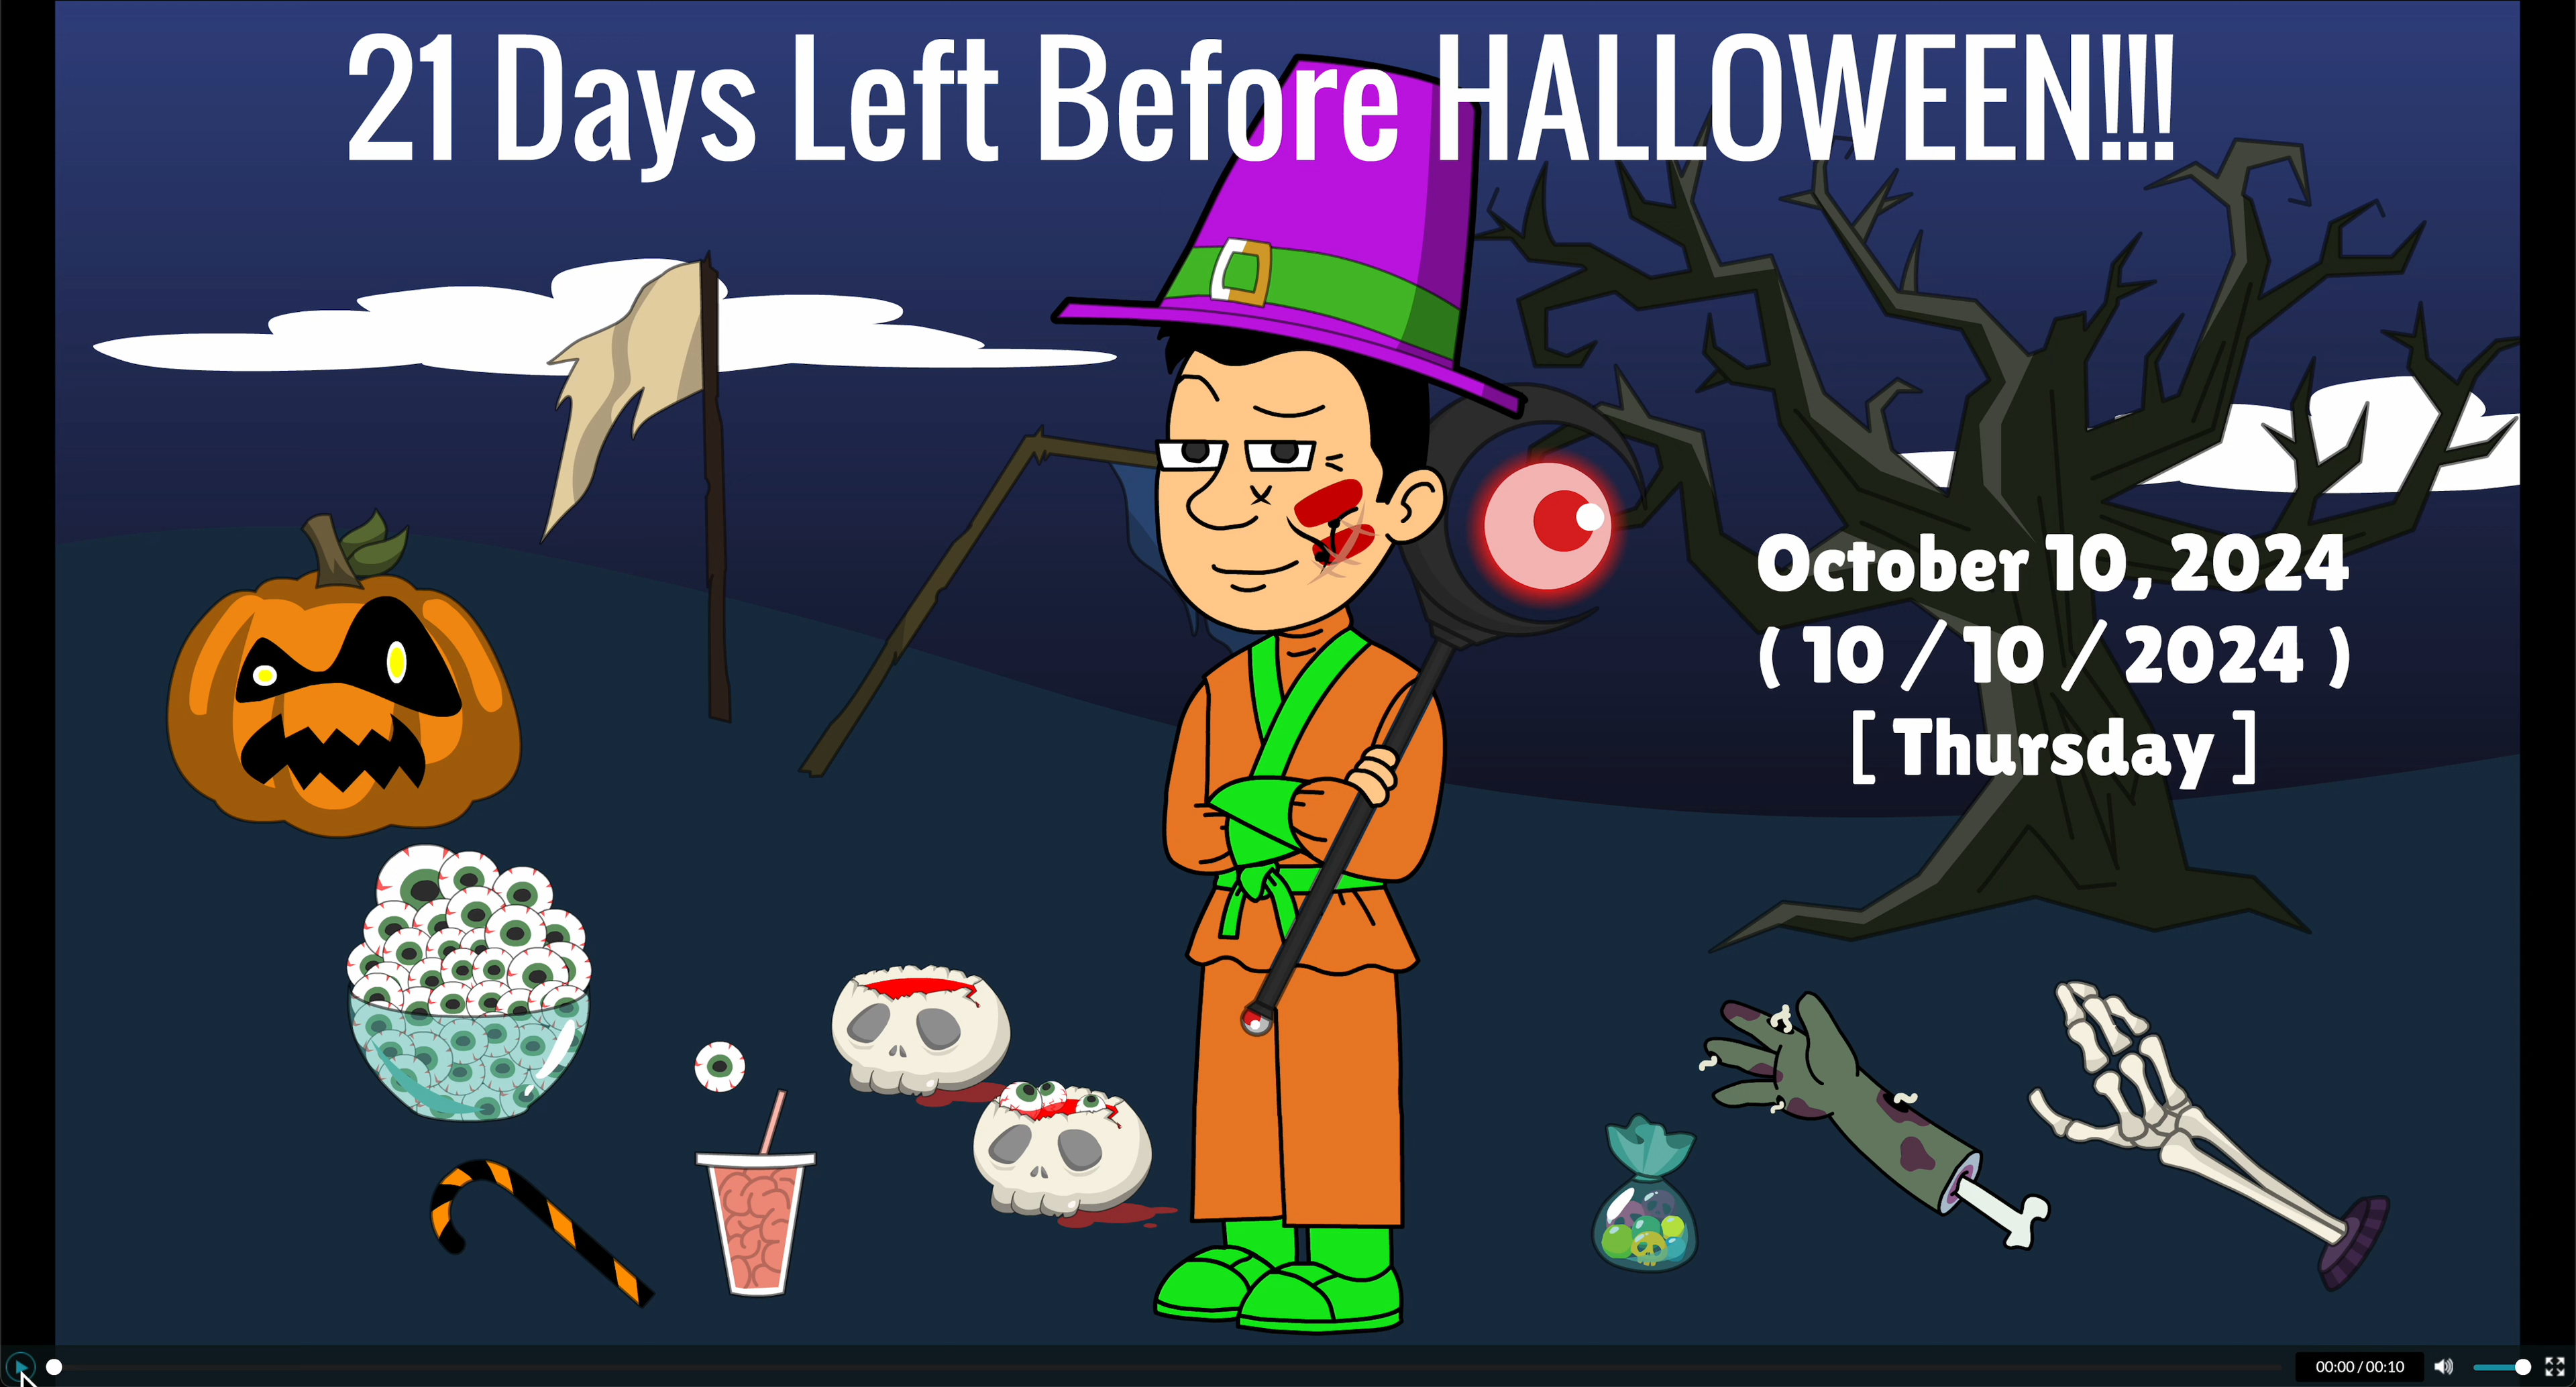 21 Days Left Before HALLOWEEN!!!
October 10, 2024
( 10 / 10 / 2024 )
[ Thursday ]
00:00 / 00:10